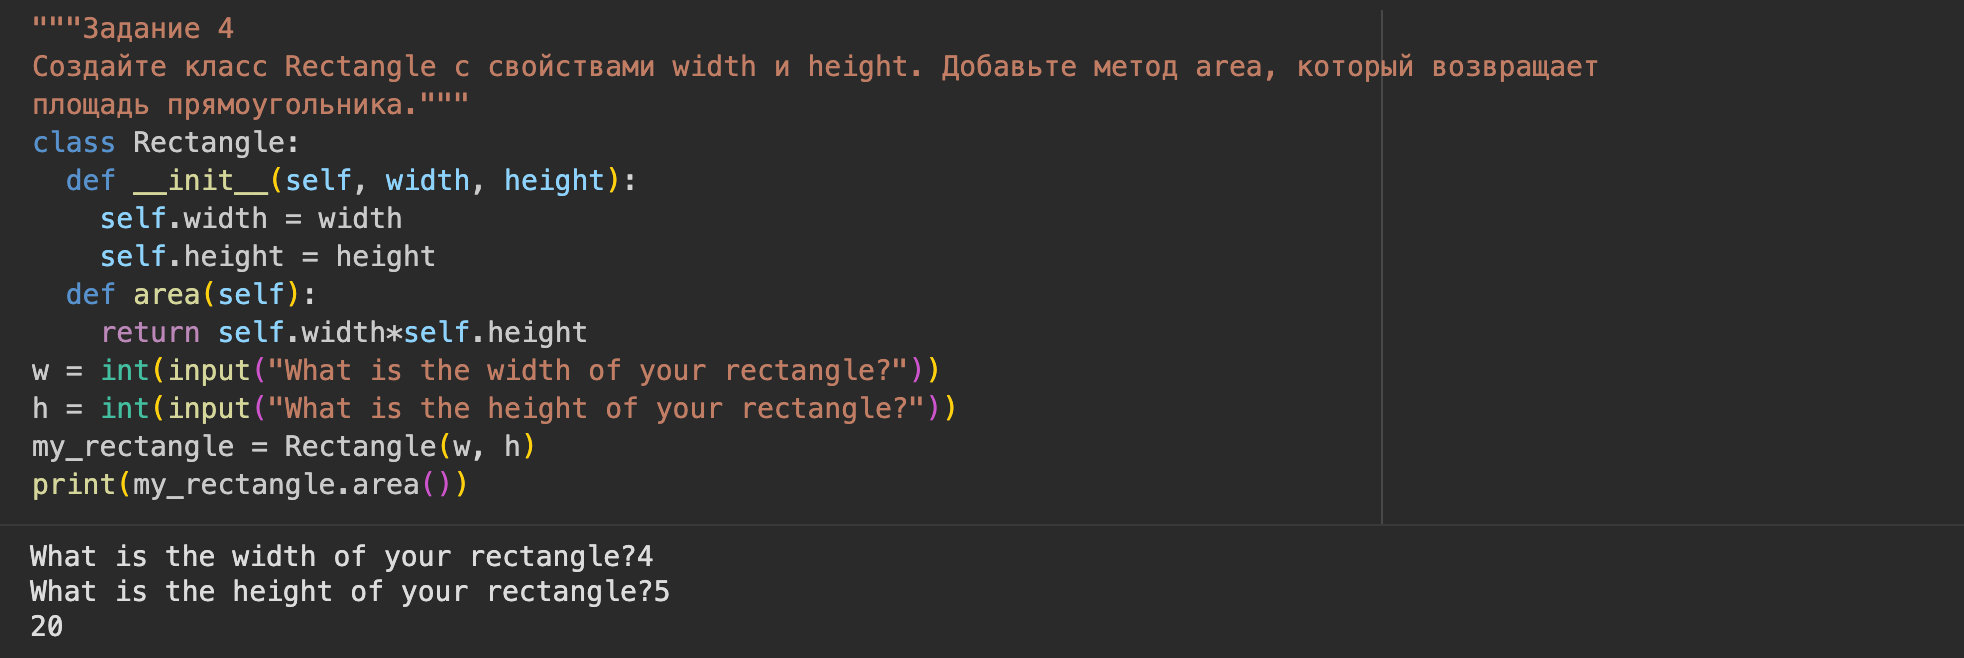 """Задание 4
Создайте класс Rectangle с свойствами width и height. Добавьте метод area, который возвращает
площадь прямоугольника."""
class Rectangle:
  def __init__(self, width, height):
    self.width = width
    self.height = height
  def area(self):
    return self.width*self.height
w = int(input("What is the width of your rectangle?"))
h = int(input("What is the height of your rectangle?"))
my_rectangle = Rectangle(w, h)
print(my_rectangle.area())
What is the width of your rectangle?4
What is the height of your rectangle?5
20